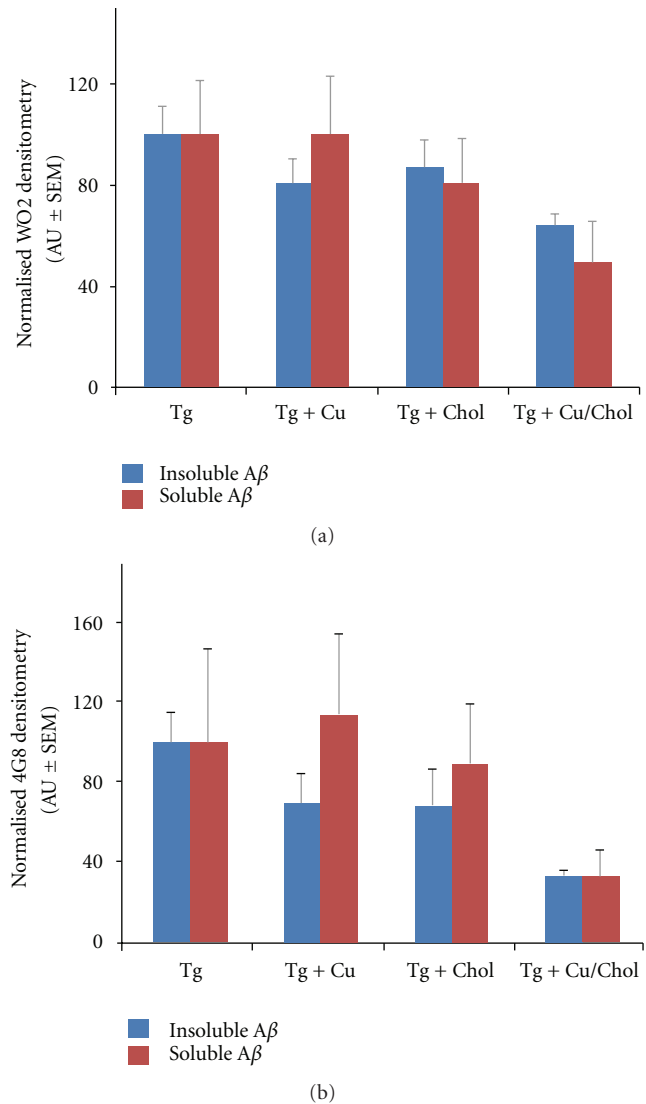 120
80
40
0
Normalised WO2 densitometry
(AU ± SEM)
Tg
Tg + Cu
Tg + Chol
Tg + Cu/Chol
Insoluble Aβ
Soluble Aβ
(a)
160
120
80
40
0
Normalised 4G8 densitometry
(AU ± SEM)
Tg
Tg + Cu
Tg + Chol
Tg + Cu/Chol
Insoluble Aβ
Soluble Aβ
(b)